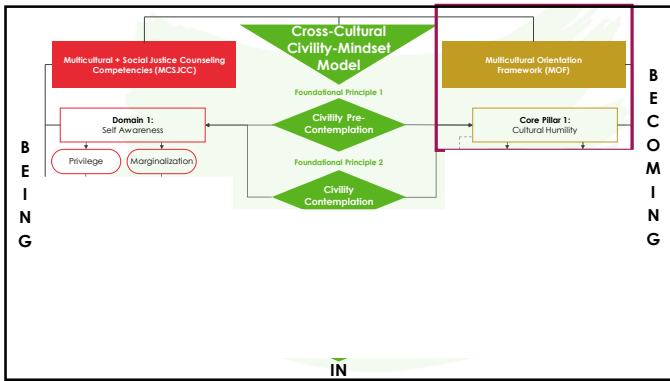 Cross-Cultural
Civility-Mindset
Model
Multicultural + Social Justice Counseling
Competencies (MCSJCC)
Multicultural Orientation
Framework (MOF)
Foundational Principle 1
Domain 1:
Self Awareness
Civility Pre-
Contemplation
Core Pillar 1:
Cultural Humility
Privilege
Marginalization
Foundational Principle 2
Civility
Contemplation
B
E
I
N
G
B
E
C
O
M
I
N
G
IN